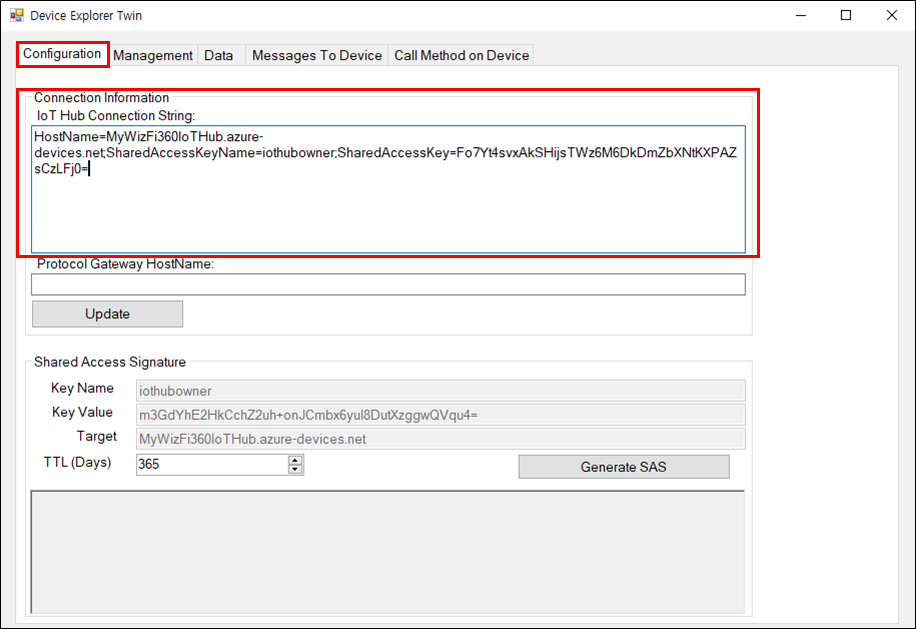 Device Explorer Twin
Configuration Management Data Messages To Device Call Method on Device
Connection Information
IoT Hub Connection String:
HostName=MyWizFi360IoTHub.azure-
devices.net;SharedAccessKeyName=iothubowner;SharedAccessKey=Fo7Yt4svxAkSHijsTWz6M6DkDmZbXNtKXPAZ
sCzLFj0=
Protocol Gateway HostName:
Update
Shared Access Signature
Key Name iothubowner
Key Value m3GdYhE2HkCchZ2uh+onJCmbx6yul8DutXzggwQVqu4=
Target MyWizFi360IoTHub.azure-devices.net
TTL (Days) 365 Generate SAS